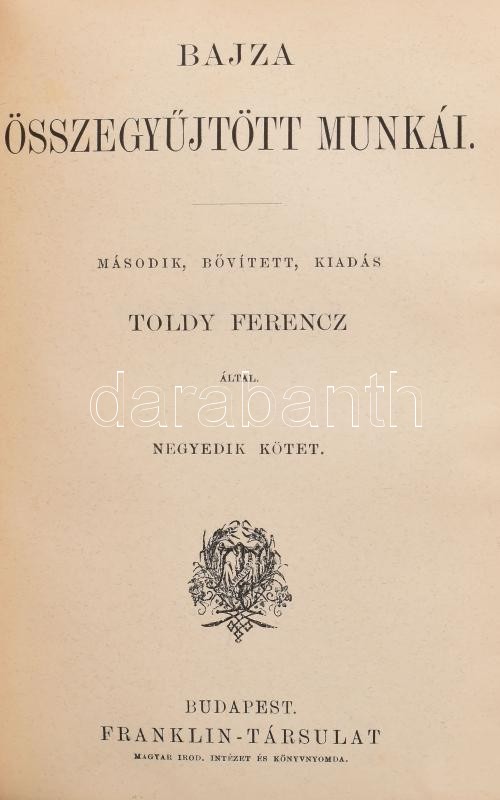 BAJZA
ÖSSZEGYŰJTÖTT MUNKÁI.
MÁSODIK, BŐVÍTETT, KIADÁS
TOLDY FERENCZ
ÁLTAL.
darabanth
NEGYEDIK KÖTET.
BUDAPEST.
FRANKLIN-TÁRSULAT
MAGYAR IROD. INTÉZET ÉS KÖNYVNYOMDA.